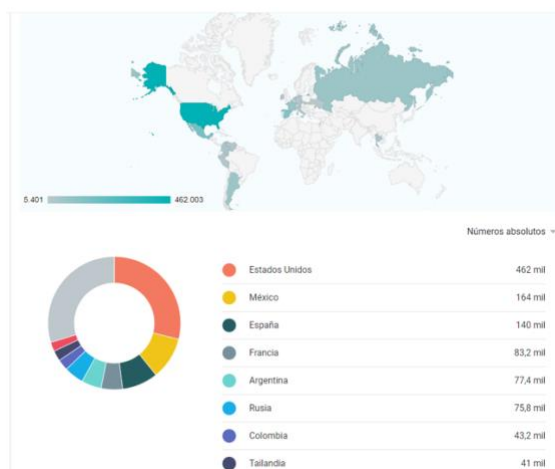 5.401 462.003
Números absolutos
Estados Unidos 462 mil
México 164 mil
España 140 mil
Francia 83,2 mil
Argentina 77,4 mil
Rusia 75,8 mil
Colombia 43,2 mil
Tailandia 41 mil